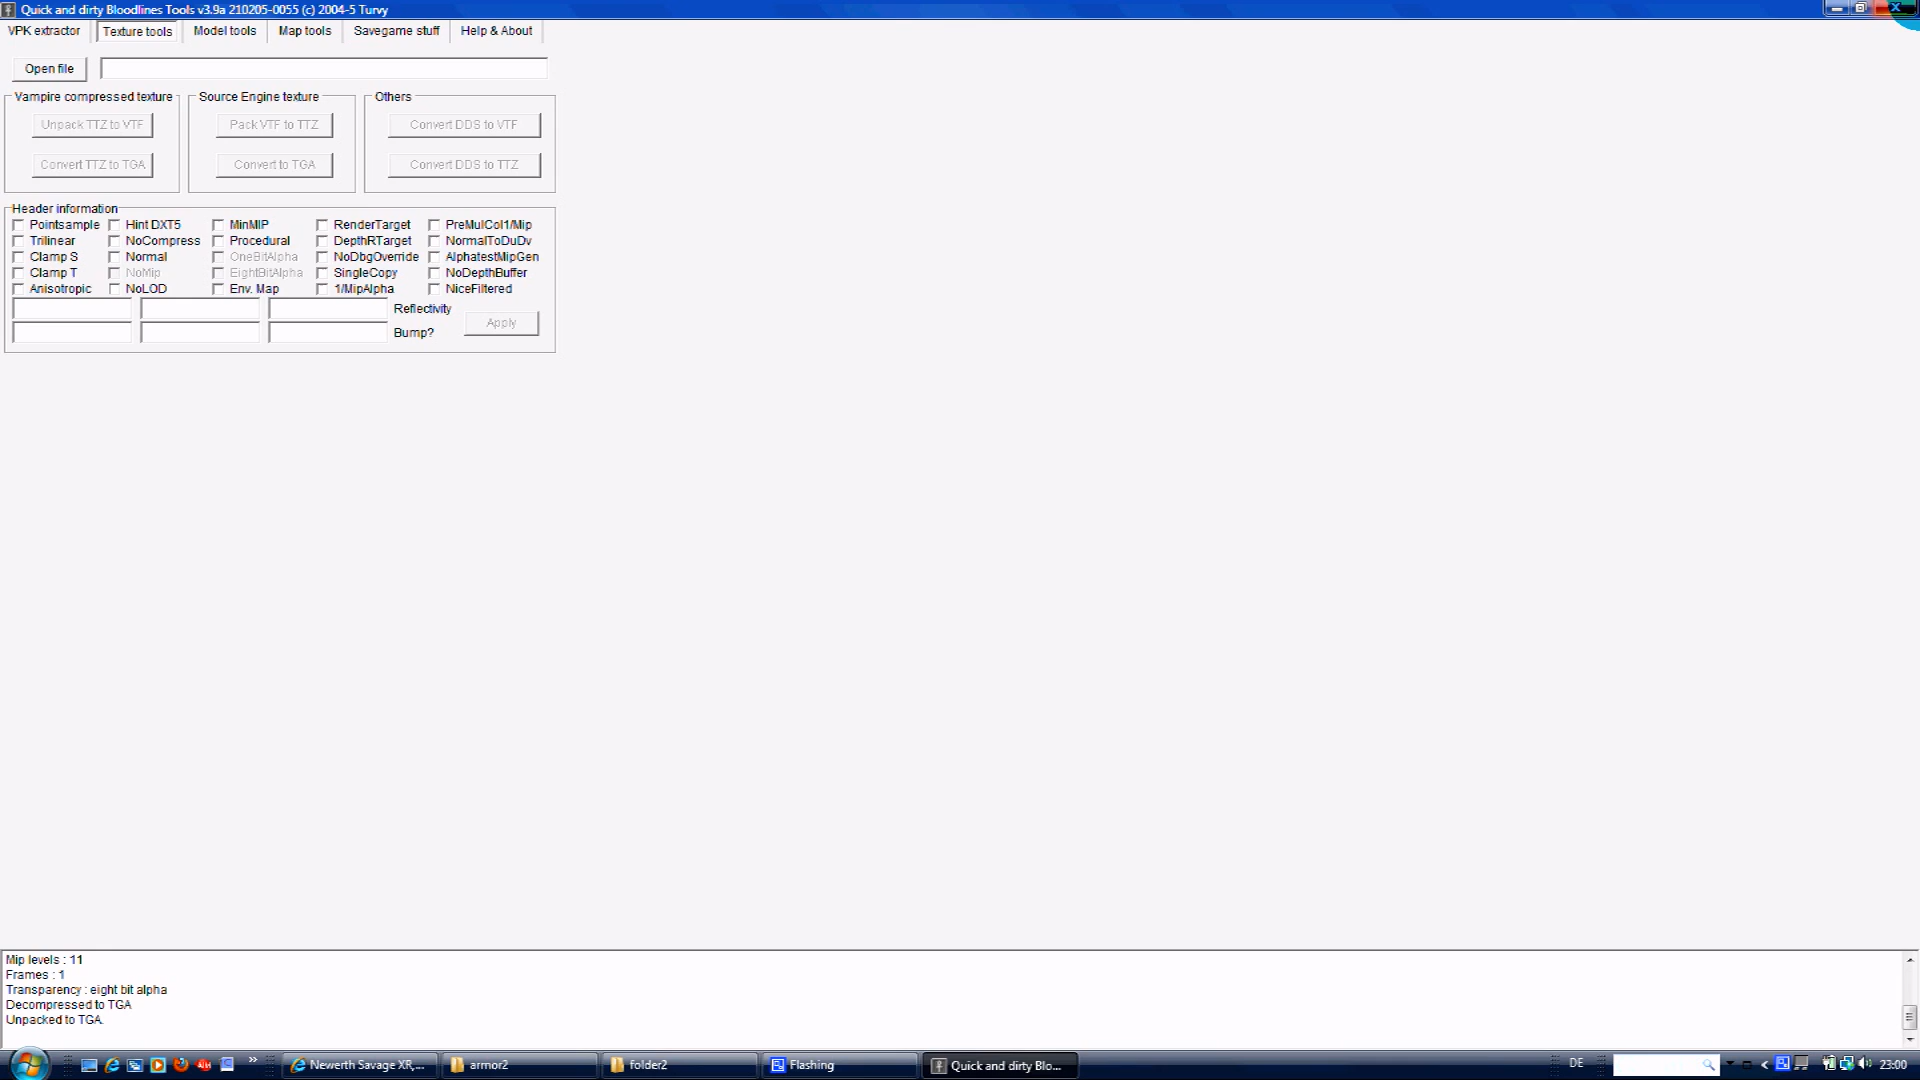 Quick and dirty Bloodlines Tools v3.9a 210205-0055 (c) 2004-5 Turvy
VPK extractor Texture tools Model tools Map tools Savegame stuff Help & About
Open file
Vampire compressed texture Source Engine texture Others
Unpack TTZ to VTF Pack VTF to TTZ Convert DDS to VTF
Convert TTZ to TGA Convert to TGA Convert DDS to TTZ
Header information
Pointsample Hint DXT5 MinMIP RenderTarget PreMulCol1/Mip
Trilinear NoCompress Procedural DepthRTarget NormalToDuDv
Clamp S Normal OneBitAlpha NoDbgOverride AlphatestMipGen
Clamp T NoMip EightBitAlpha SingleCopy NoDepthBuffer
Anisotropic NoLOD Env. Map 1/MipAlpha NiceFiltered
Reflectivity
Apply
Bump?
Mip levels : 11
Frames : 1
Transparency : eight bit alpha
Decompressed to TGA
Unpacked to TGA.
Newerth Savage XR,... armor2 folder2 Flashing Quick and dirty Bloo... DE 23:00